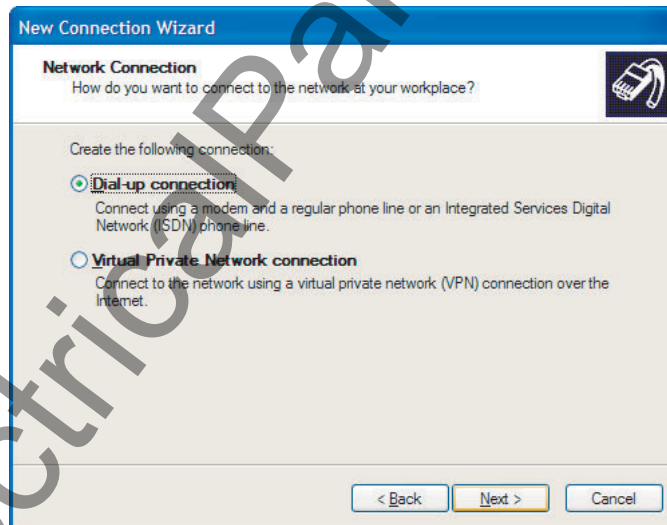 New Connection Wizard
Network Connection
How do you want to connect to the network at your workplace?
Create the following connection:
Dial-up connection
Connect using a modem and a regular phone line or an Integrated Services Digital
Network (ISDN) phone line.
Virtual Private Network connection
Connect to the network using a virtual private network (VPN) connection over the
Internet.
< Back Next > Cancel